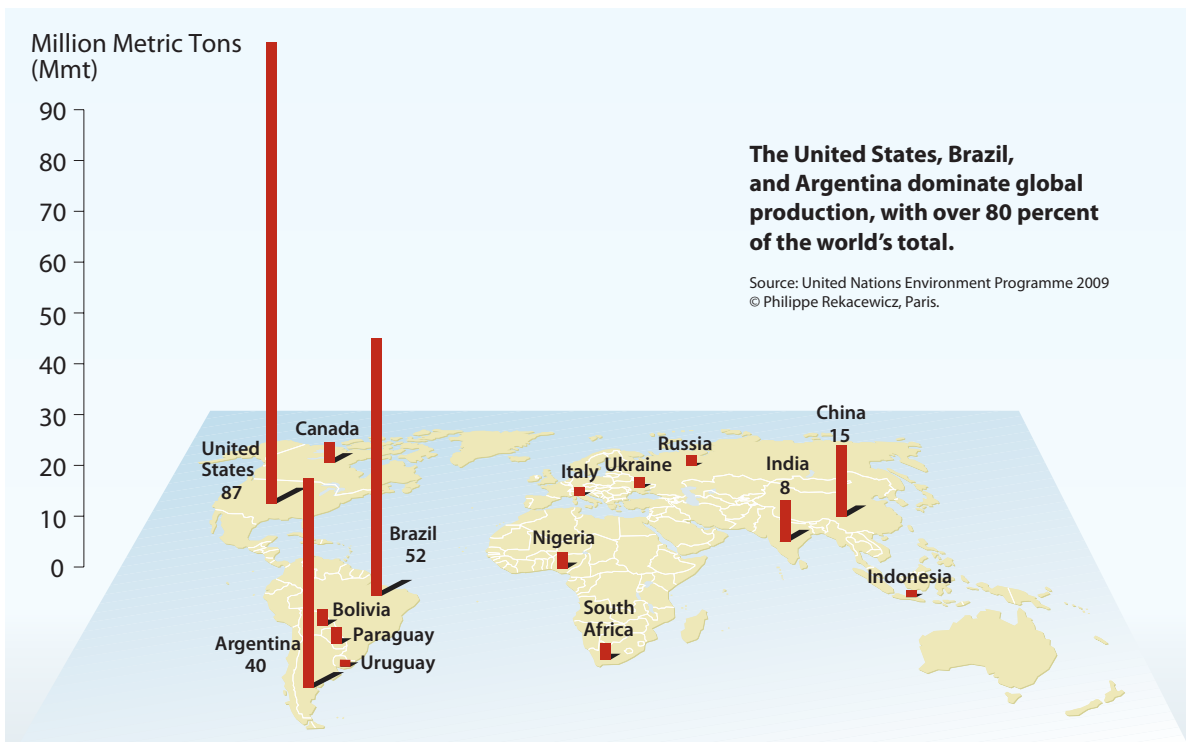 Million Metric Tons
(Mmt)
90
80
70
60
50
40
30
20
10
0
The United States, Brazil,
and Argentina dominate global
production, with over 80 percent
of the world's total.
Source: United Nations Environment Programme 2009
© Philippe Rekacewicz, Paris.
United
States
87
Canada
Brazil
52
Bolivia
Paraguay
Uruguay
Argentina
40
Italy
Ukraine
Russia
Nigeria
South
Africa
India
8
China
15
Indonesia